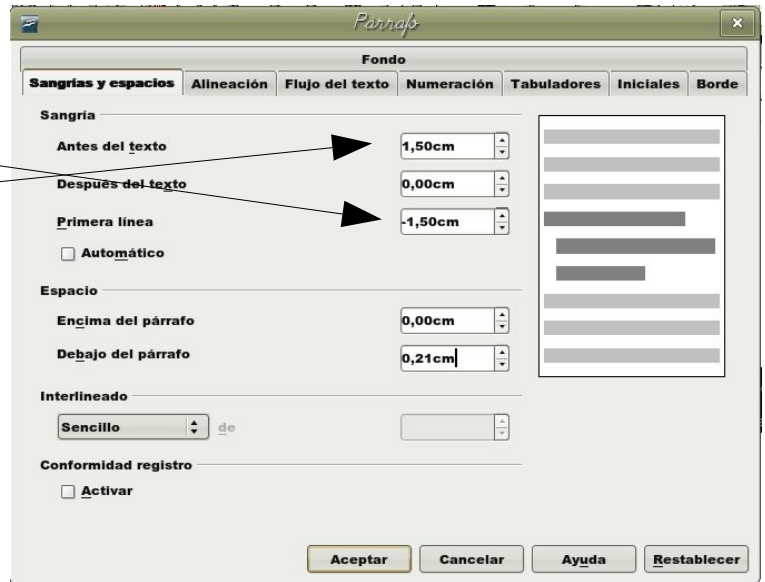 Párrafo
Fondo
Sangrías y espacios Alineación Flujo del texto Numeración Tabuladores Iniciales Borde
Sangría
Antes del texto 1,50cm
Después del texto 0,00cm
Primera línea -1,50cm
Automático
Espacio
Encima del párrafo 0,00cm
Debajo del párrafo 0,21cm
Interlineado
Sencillo de
Conformidad registro
Activar
Aceptar Cancelar Ayuda Restablecer